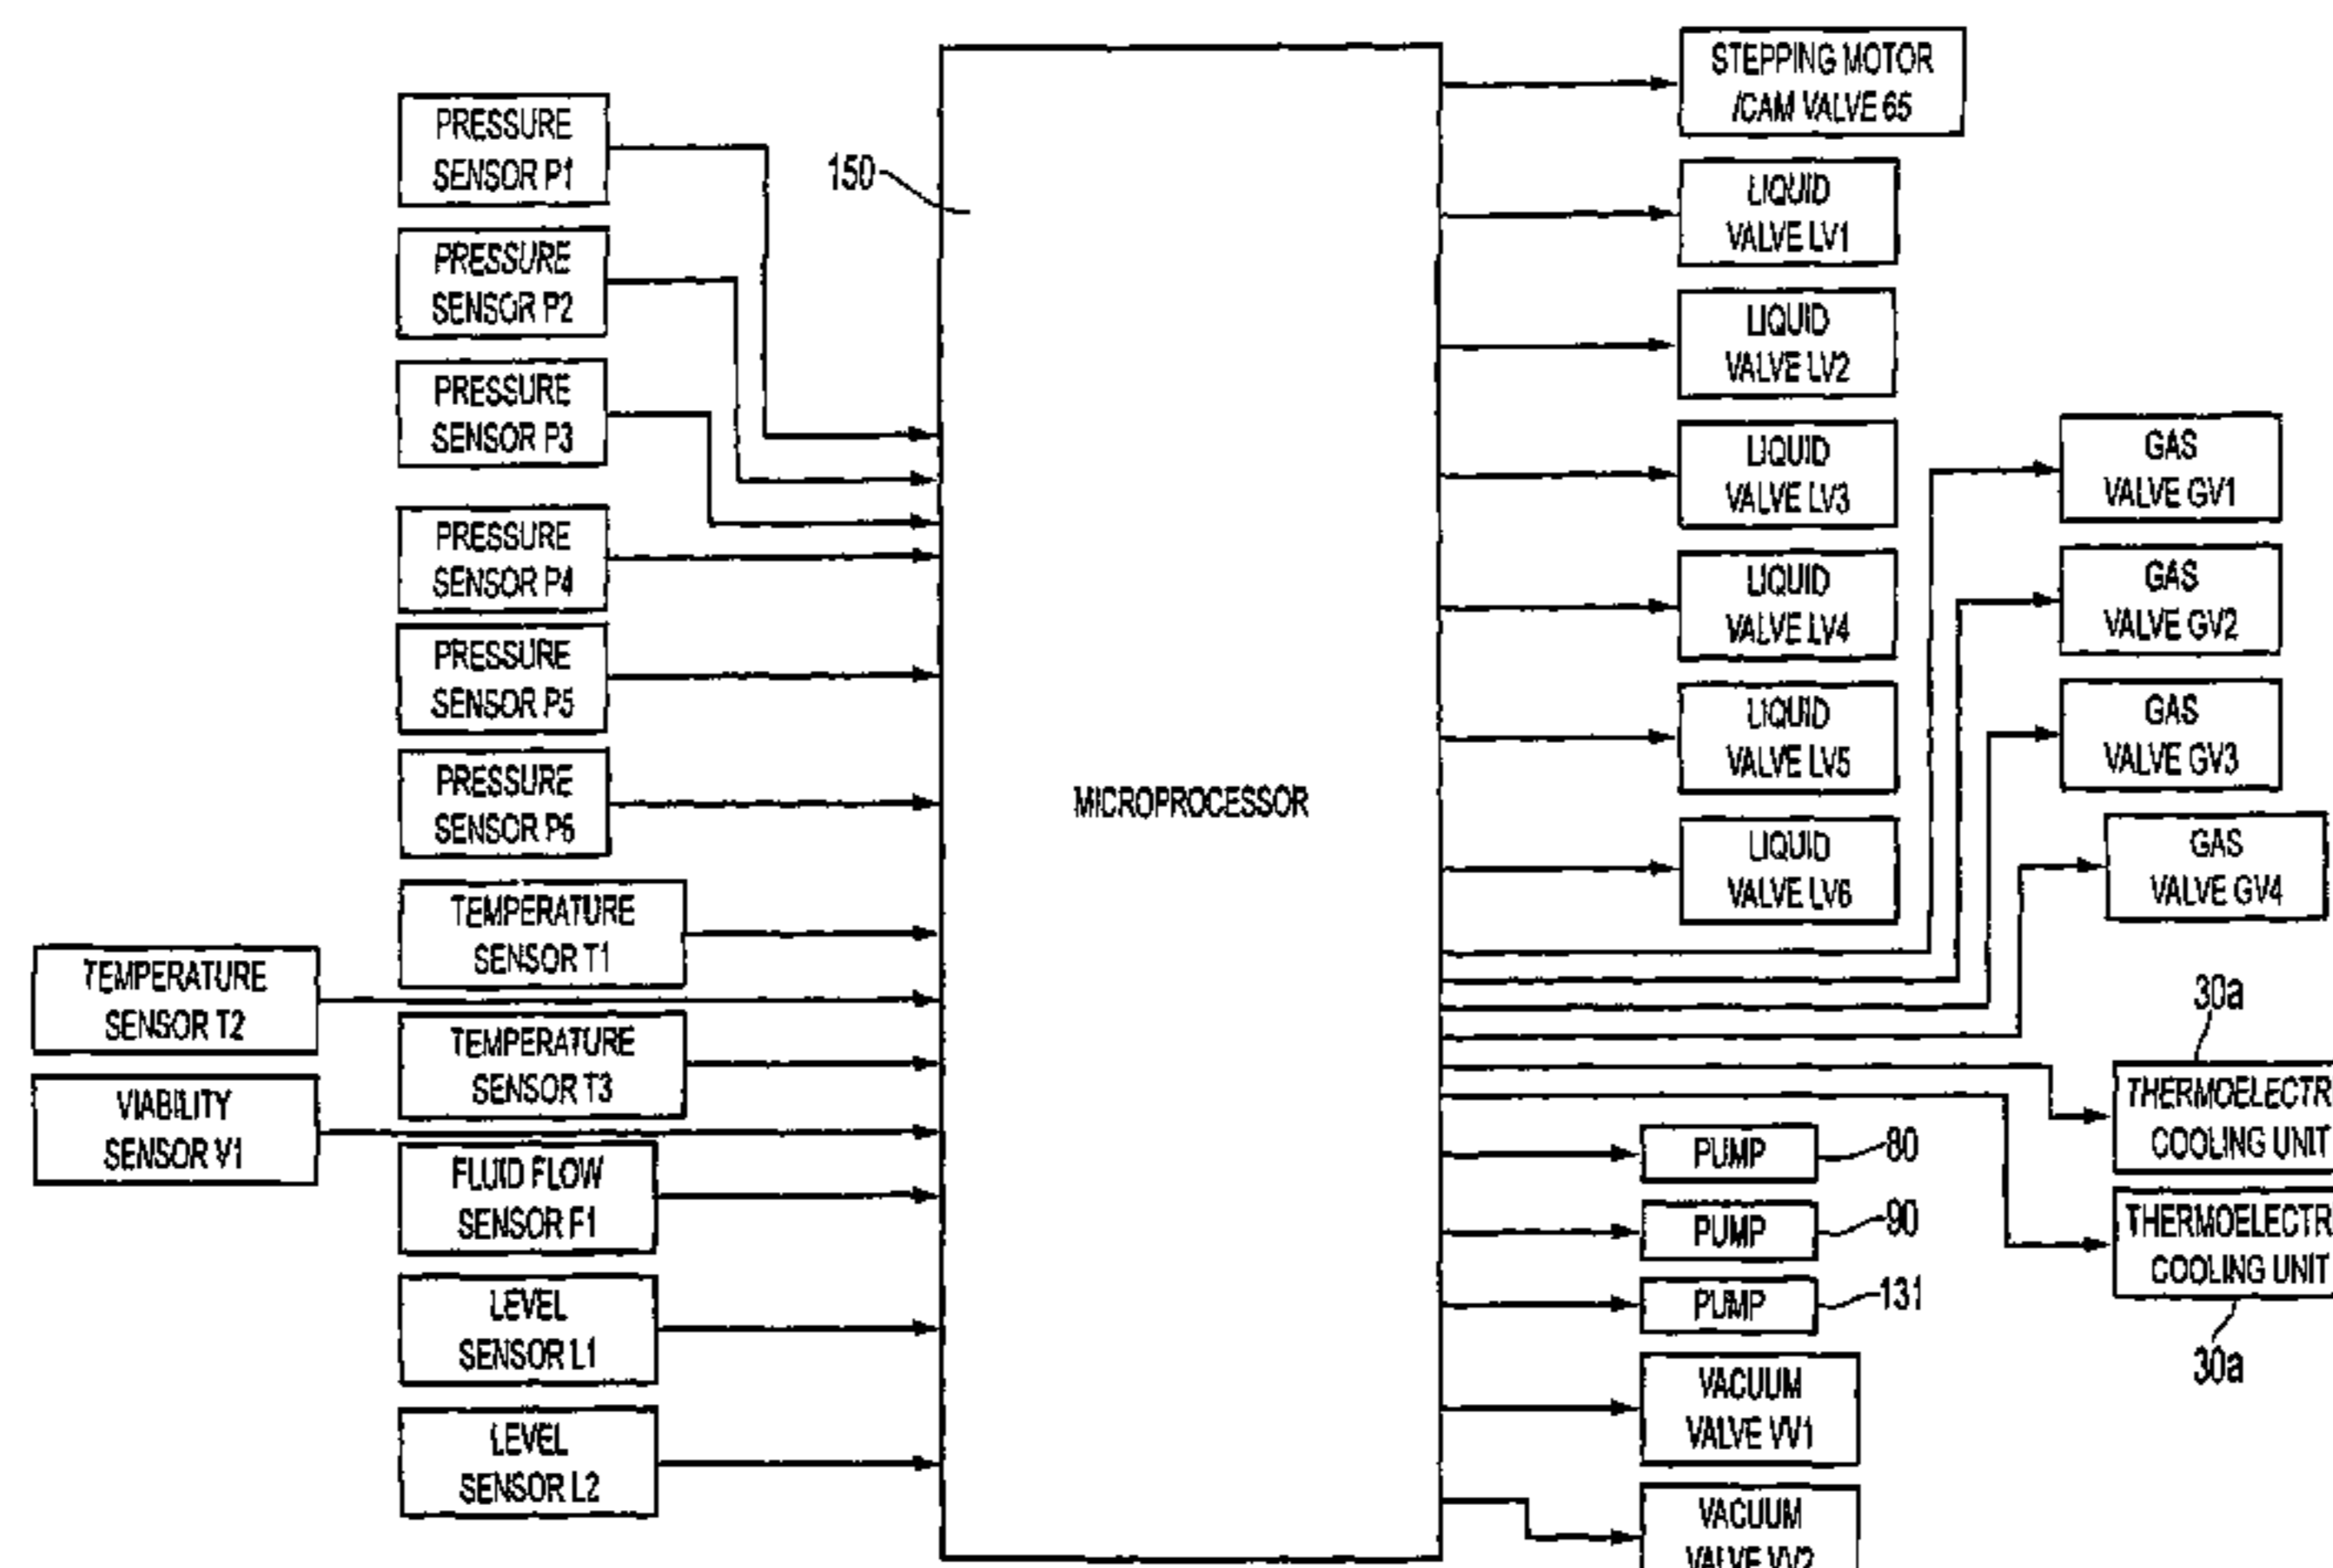 PRESSURE
SENSOR P1
PRESSURE
SENSOR P2
PRESSURE
SENSOR P3
PRESSURE
SENSOR P4
PRESSURE
SENSOR P5
PRESSURE
SENSOR P6
TEMPERATURE
SENSOR T1
TEMPERATURE
SENSOR T2
TEMPERATURE
SENSOR T3
VIABILITY
SENSOR V1
FLUID FLOW
SENSOR F1
LEVEL
SENSOR L1
LEVEL
SENSOR L2
150
MICROPROCESSOR
STEPPING MOTOR
/CAM VALVE 65
LIQUID
VALVE LV1
LIQUID
VALVE LV2
LIQUID
VALVE LV3
LIQUID
VALVE LV4
LIQUID
VALVE LV5
LIQUID
VALVE LV6
GAS
VALVE GV1
GAS
VALVE GV2
GAS
VALVE GV3
GAS
VALVE GV4
30a
THERMOELECTR
COOLING UNIT
THERMOELECTR
COOLING UNIT
30a
PUMP 80
PUMP 90
PUMP 131
VACUUM
VALVE VV1
VACUUM
VALVE VV2